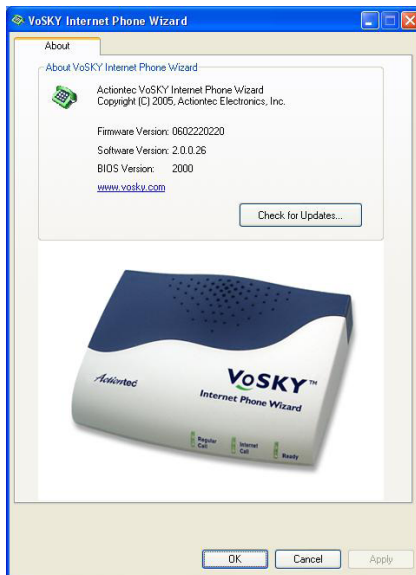 VoSKY Internet Phone Wizard
About
About VoSKY Internet Phone Wizard
Actiontec VoSKY Internet Phone Wizard
Copyright (C) 2005, Actiontec Electronics, Inc.
Firmware Version: 0602220220
Software Version: 2.0.0.26
BIOS Version: 2000
www.vosky.com
Check for Updates...
Actiontec
VoSKY™
Internet Phone Wizard
Regular Call
Internet Call
Ready
OK
Cancel
Apply